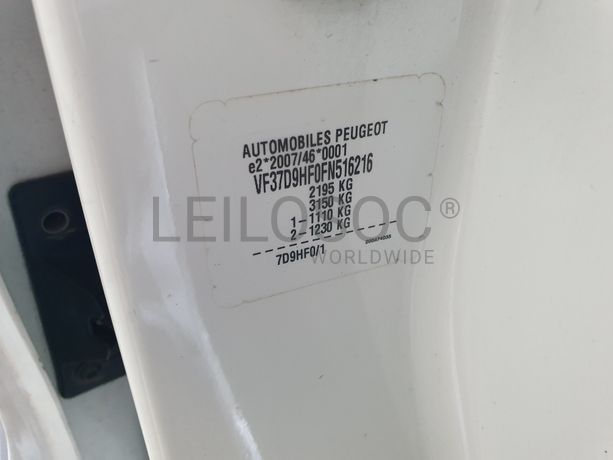 AUTOMOBILES PEUGEOT
e2*2007/46*0001
VF37D9HF0FN516216
2195 KG
3150 KG
1-1110 KG
2-1230 KG
7D9HF0/1
LEILOSOC®
WORLDWIDE